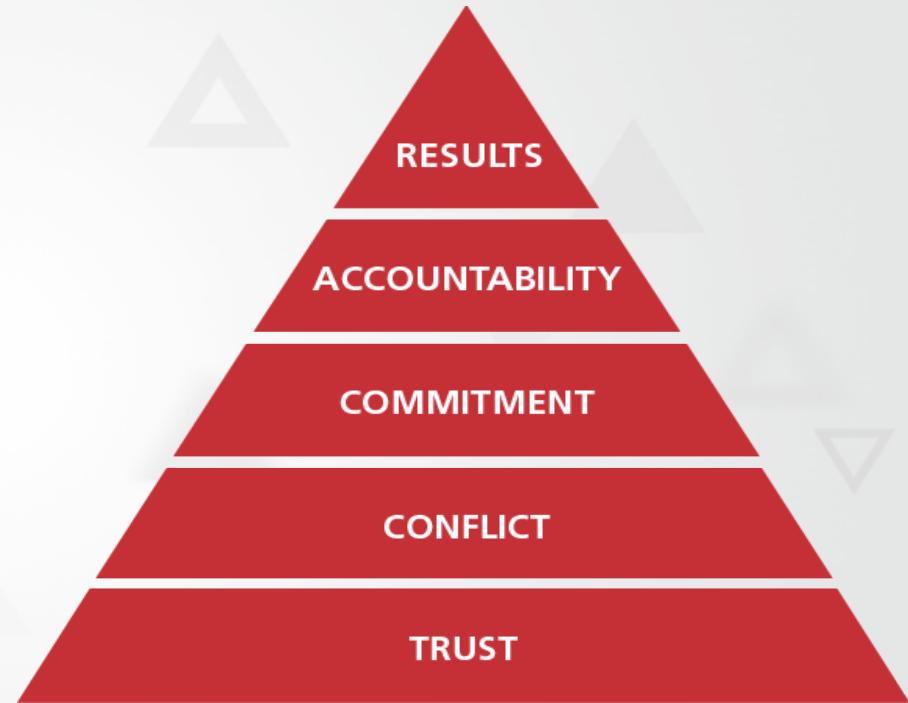 RESULTS
ACCOUNTABILITY
COMMITMENT
CONFLICT
TRUST